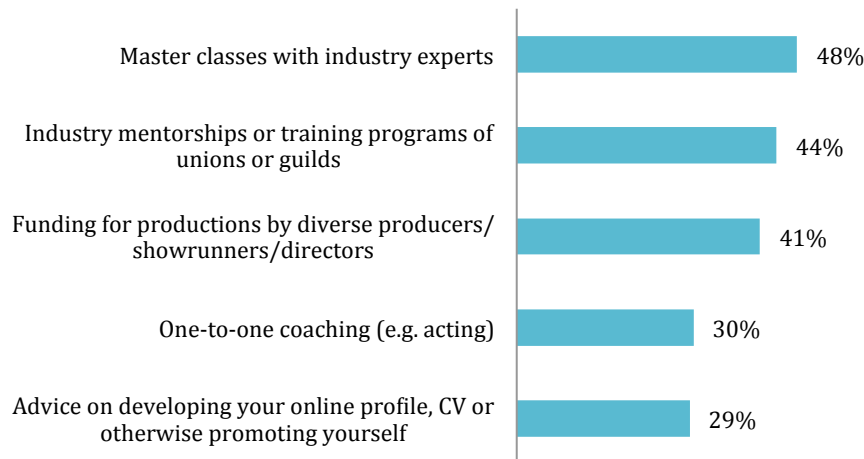 Master classes with industry experts
48%
Industry mentorships or training programs of
unions or guilds
44%
Funding for productions by diverse producers/
showrunners/directors
41%
One-to-one coaching (e.g. acting)
30%
Advice on developing your online profile, CV or
otherwise promoting yourself
29%